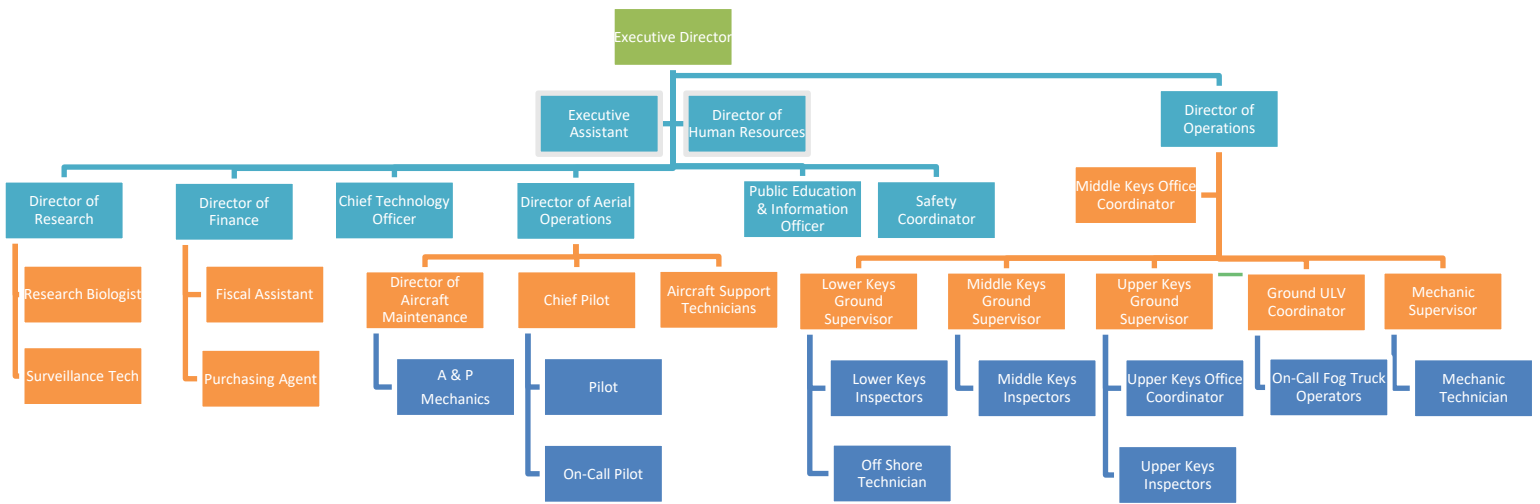 Executive Director
Executive
Assistant
Director of
Human Resources
Director of
Operations
Middle Keys Office
Coordinator
Director of
Research
Director of
Finance
Chief Technology
Officer
Director of Aerial
Operations
Public Education
& Information
Officer
Safety
Coordinator
Research Biologist
Surveillance Tech
Fiscal Assistant
Purchasing Agent
Director of
Aircraft
Maintenance
Chief Pilot
Aircraft Support
Technicians
A & P
Mechanics
Pilot
On-Call Pilot
Lower Keys
Ground
Supervisor
Middle Keys
Ground
Supervisor
Upper Keys
Ground
Supervisor
Ground ULV
Coordinator
Mechanic
Supervisor
Lower Keys
Inspectors
Off Shore
Technician
Middle Keys
Inspectors
Upper Keys Office
Coordinator
Upper Keys
Inspectors
On-Call Fog Truck
Operators
Mechanic
Technician